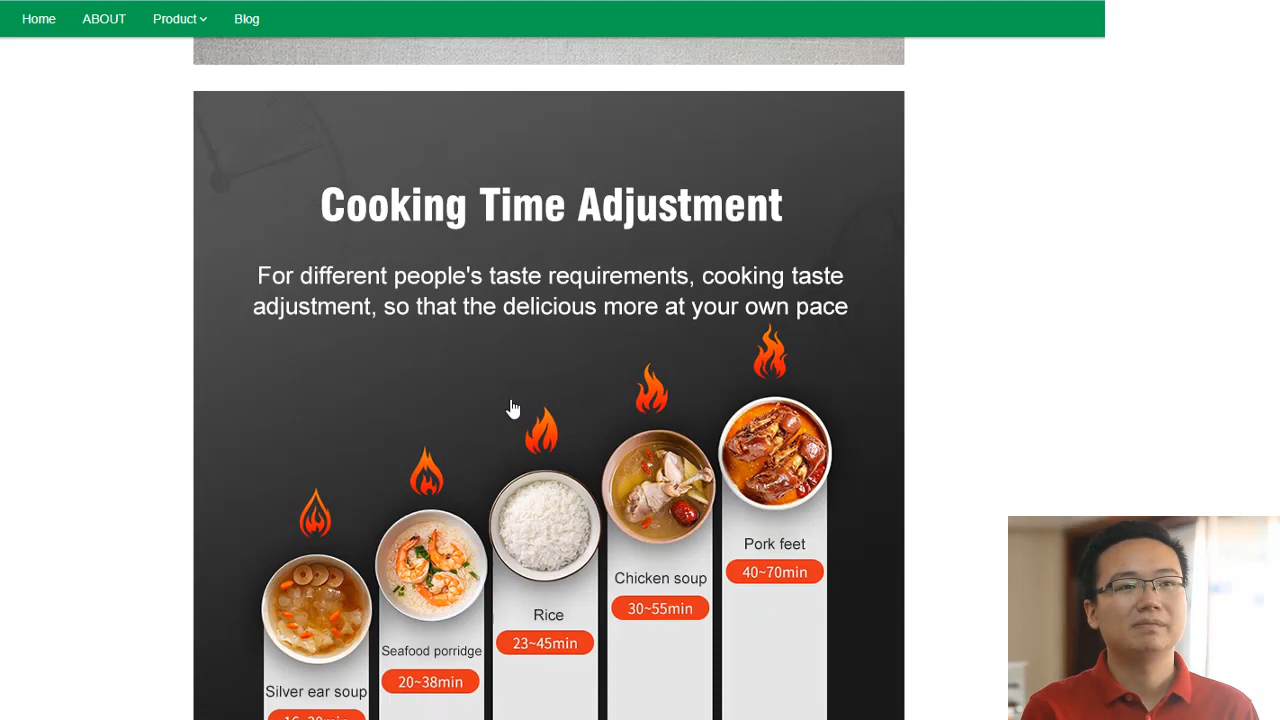 Home ABOUT Product Blog
Cooking Time Adjustment
For different people's taste requirements, cooking taste
adjustment, so that the delicious more at your own pace
Pork feet
40~70min
Chicken soup
30~55min
Rice
23~45min
Seafood porridge
20~38min
Silver ear soup